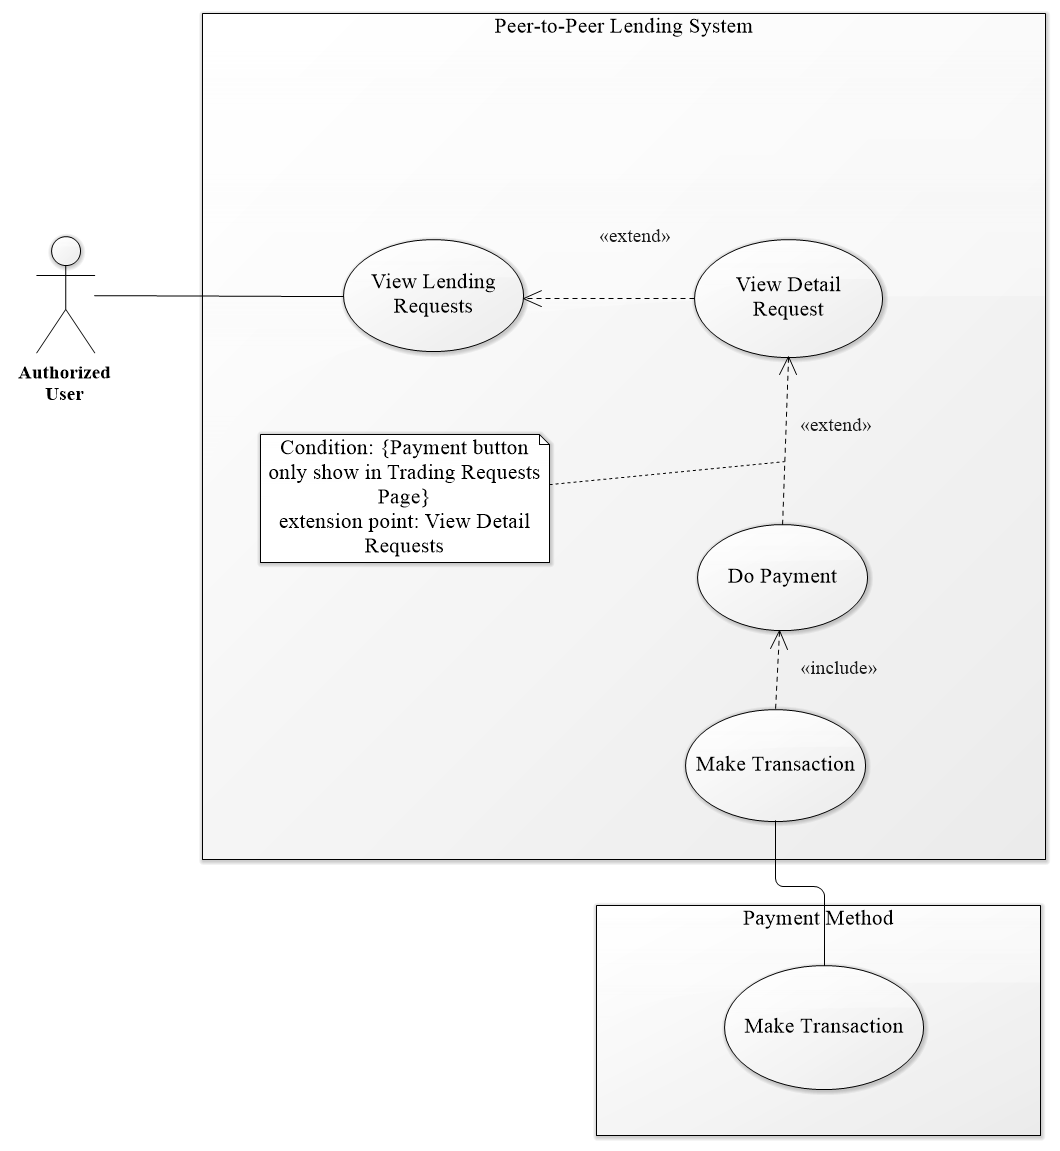 Peer-to-Peer Lending System
«extend»
View Lending
Requests
View Detail
Request
Authorized
User
«extend»
Condition: {Payment button
only show in Trading Requests
Page}
extension point: View Detail
Requests
Do Payment
«include»
Make Transaction
Payment Method
Make Transaction